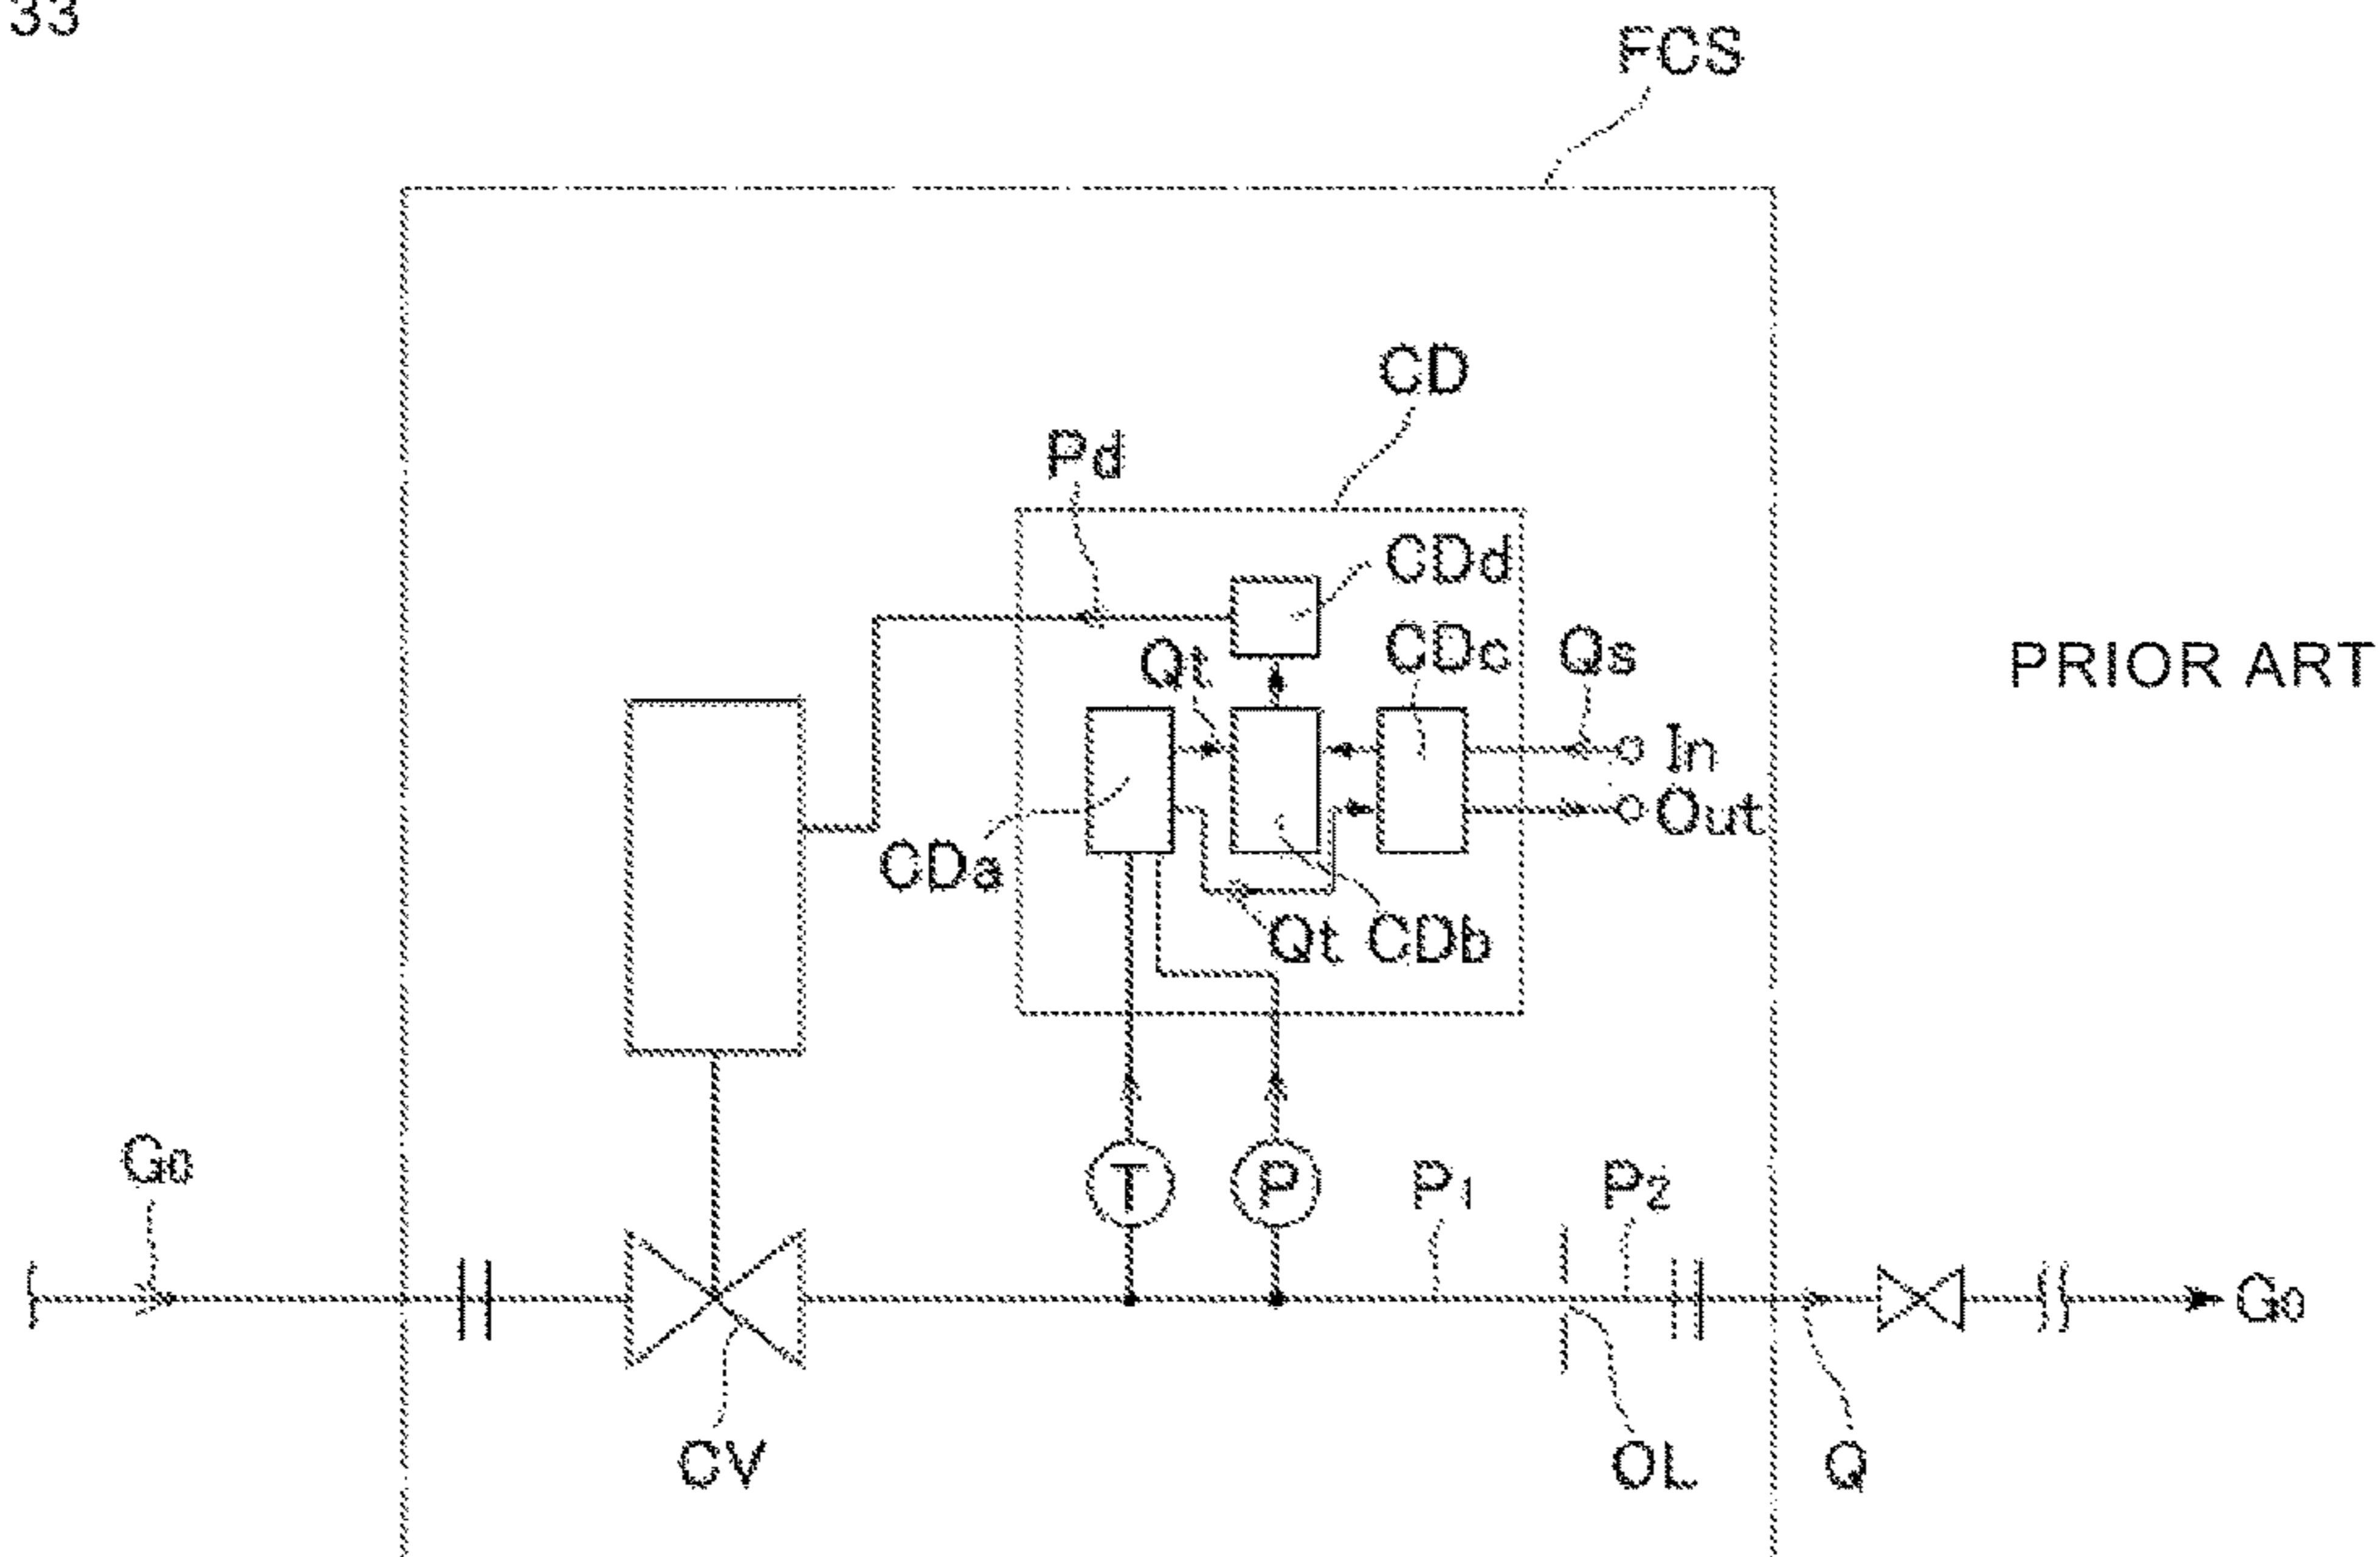 33
FCS
CD
Pd
CDd
Qt
CDc
Qs
PRIOR ART
In
Out
CDa
Qt
CDb
G0
T
P
P1
P2
G0
CV
OL
Q